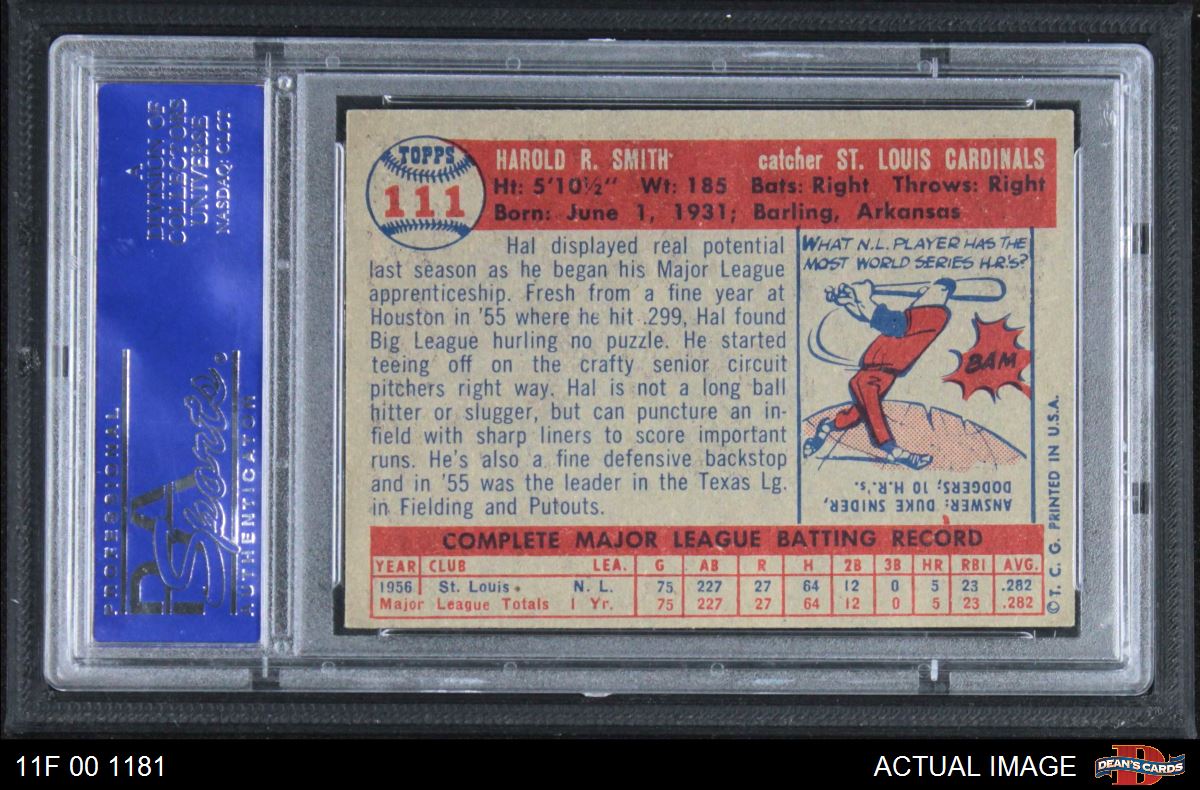 A
DIVISION OF
COLLECTORS
UNIVERSE
NASDAQ: CLCT
PROFESSIONAL
PSA
Sports
AUTHENTICATOR
TOPPS
111
HAROLD R. SMITH catcher ST. LOUIS CARDINALS
Ht: 5'10½" Wt: 185 Bats: Right Throws: Right
Born: June 1, 1931; Barling, Arkansas
Hal displayed real potential
last season as he began his Major League
apprenticeship. Fresh from a fine year at
Houston in '55 where he hit .299, Hal found
Big League hurling no puzzle. He started
teeing off on the crafty senior circuit
pitchers right way. Hal is not a long ball
hitter or slugger, but can puncture an in-
field with sharp liners to score important
runs. He's also a fine defensive backstop
and in '55 was the leader in the Texas Lg.
in Fielding and Putouts.
WHAT N.L. PLAYER HAS THE
MOST WORLD SERIES H.R.'S?
BAM
ANSWER: DUKE SNIDER,
DODGERS; 10 H.R.'s.
© T. C. G. PRINTED IN U.S.A.
COMPLETE MAJOR LEAGUE BATTING RECORD
YEAR CLUB LEA. G AB R H 2B 3B HR RBI AVG.
1956 St. Louis N. L. 75 227 27 64 12 0 5 23 .282
Major League Totals 1 Yr. 75 227 27 64 12 0 5 23 .282
11F 00 1181
ACTUAL IMAGE
D
DEAN'S CARDS